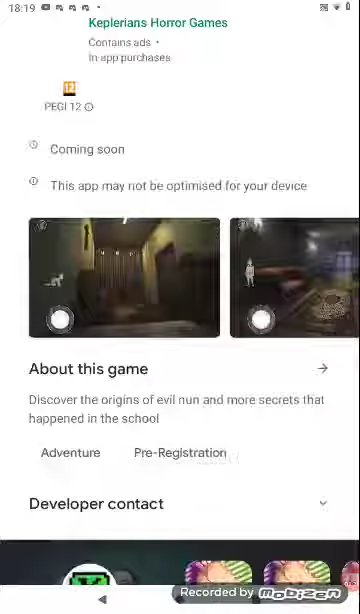 18:19
Keplerians Horror Games
Contains ads •
In-app purchases
12
PEGI 12
Coming soon
This app may not be optimised for your device
About this game
Discover the origins of evil nun and more secrets that
happened in the school
Adventure
Pre-Registration
Developer contact
Recorded by mobizen